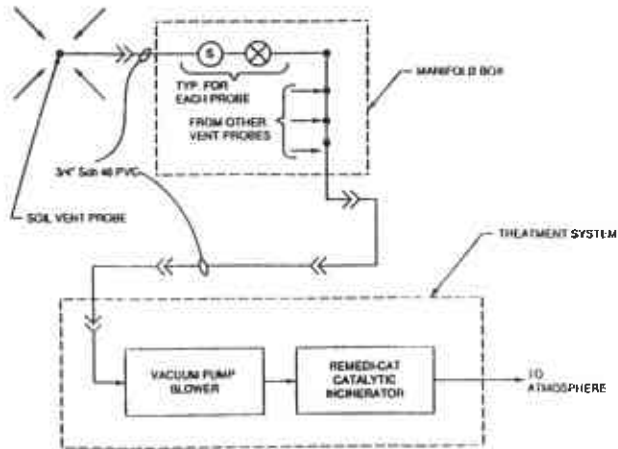 S
TYP. FOR
EACH PROBE
MANIFOLD BOX
FROM OTHER
VENT PROBES
3/4" Sch 40 PVC
SOIL VENT PROBE
TREATMENT SYSTEM
VACUUM PUMP
BLOWER
REMEDI-CAT
CATALYTIC
INCINERATOR
TO
ATMOSPHERE